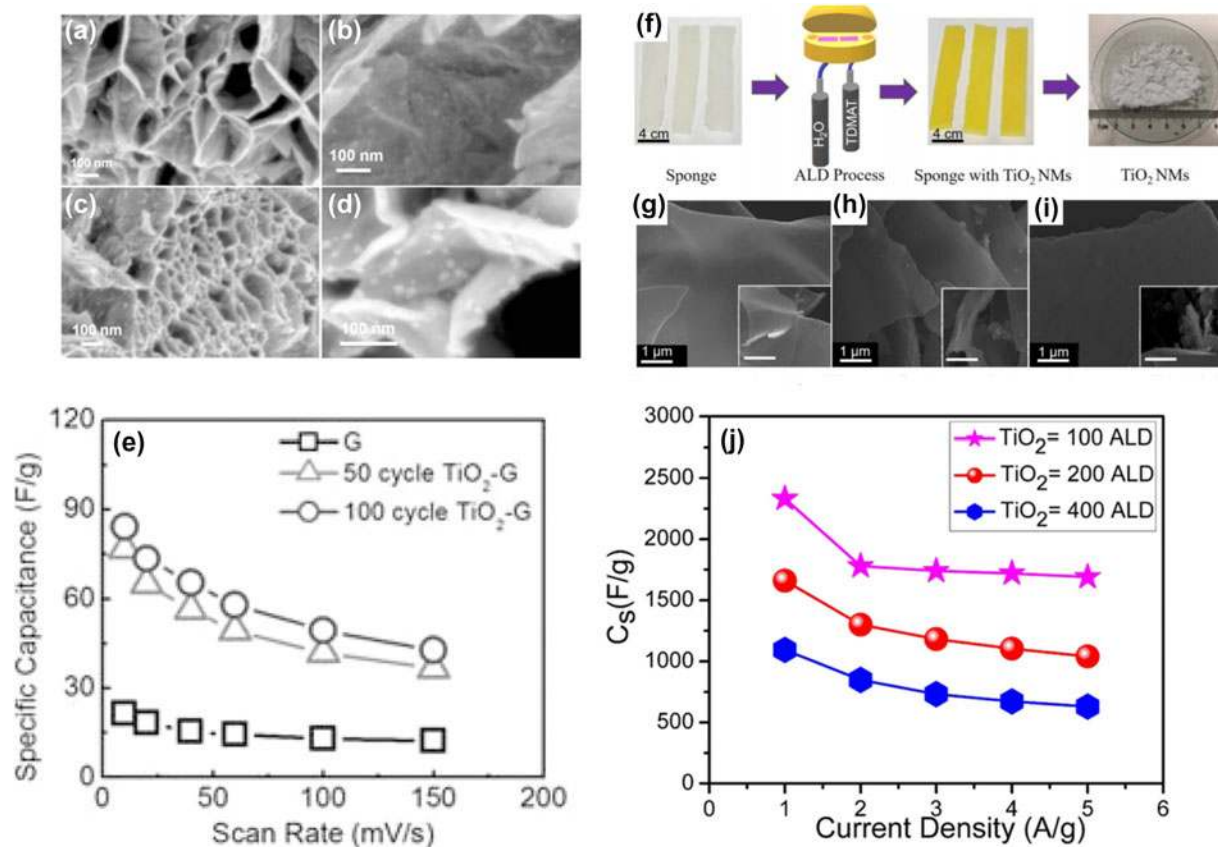 (a)
100 nm
(b)
100 nm
(c)
100 nm
(d)
100 nm
(e)
120
90
60
30
0
0
50
100
150
200
Specific Capacitance (F/g)
Scan Rate (mV/s)
G
50 cycle TiO₂-G
100 cycle TiO₂-G
(f)
4 cm
H₂O
TDMAT
4 cm
Sponge
ALD Process
Sponge with TiO₂ NMs
TiO₂ NMs
(g)
1 µm
(h)
1 µm
(i)
1 µm
(j)
3000
2500
2000
1500
1000
500
0
0
1
2
3
4
5
6
Cs(F/g)
Current Density (A/g)
TiO₂= 100 ALD
TiO₂= 200 ALD
TiO₂= 400 ALD